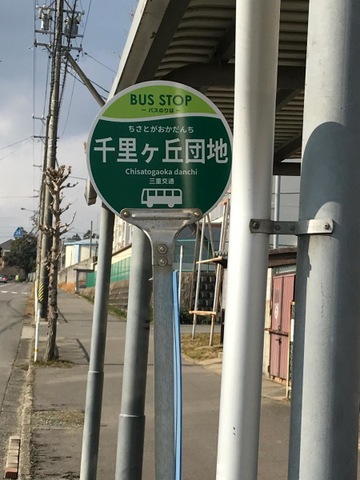 BUS STOP
－ バスのりば －
ちさとがおかだんち
千里ヶ丘団地
Chisatogaoka danchi
三重交通